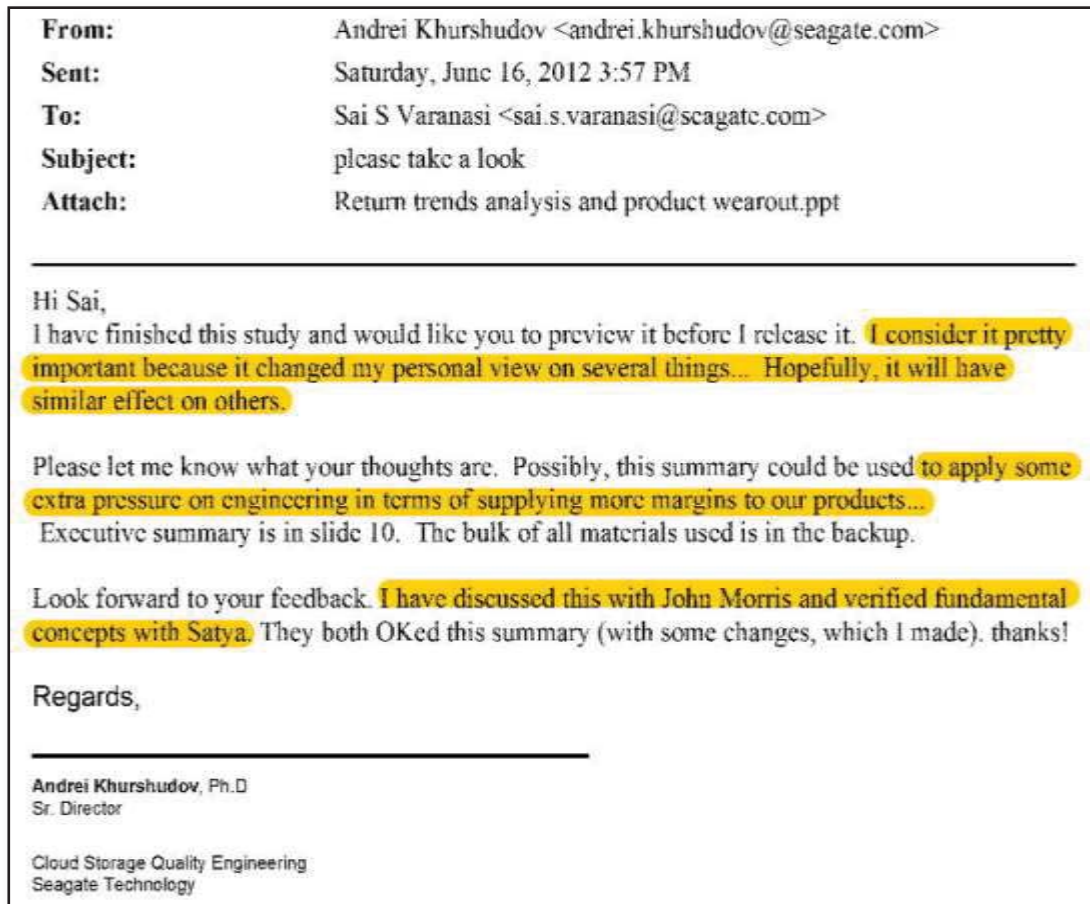 From: Andrei Khurshudov <andrei.khurshudov@seagate.com>
Sent: Saturday, June 16, 2012 3:57 PM
To: Sai S Varanasi <sai.s.varanasi@seagate.com>
Subject: please take a look
Attach: Return trends analysis and product wearout.ppt
Hi Sai,
I have finished this study and would like you to preview it before I release it. I consider it pretty
important because it changed my personal view on several things... Hopefully, it will have
similar effect on others.
Please let me know what your thoughts are. Possibly, this summary could be used to apply some
extra pressure on engineering in terms of supplying more margins to our products...
Executive summary is in slide 10. The bulk of all materials used is in the backup.
Look forward to your feedback. I have discussed this with John Morris and verified fundamental
concepts with Satya. They both OKed this summary (with some changes, which I made). thanks!
Regards,
Andrei Khurshudov, Ph.D
Sr. Director
Cloud Storage Quality Engineering
Seagate Technology